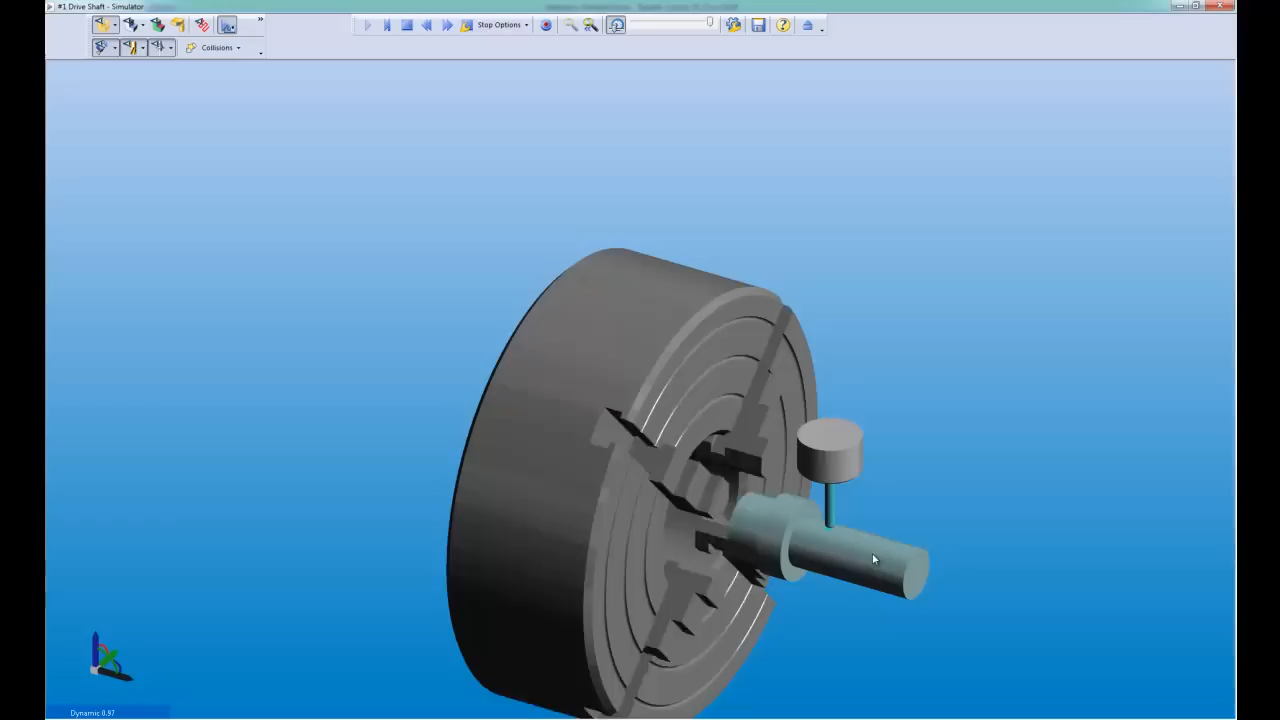 #1 Drive Shaft - Simulator
Stop Options
Collisions
Dynamic 0.97